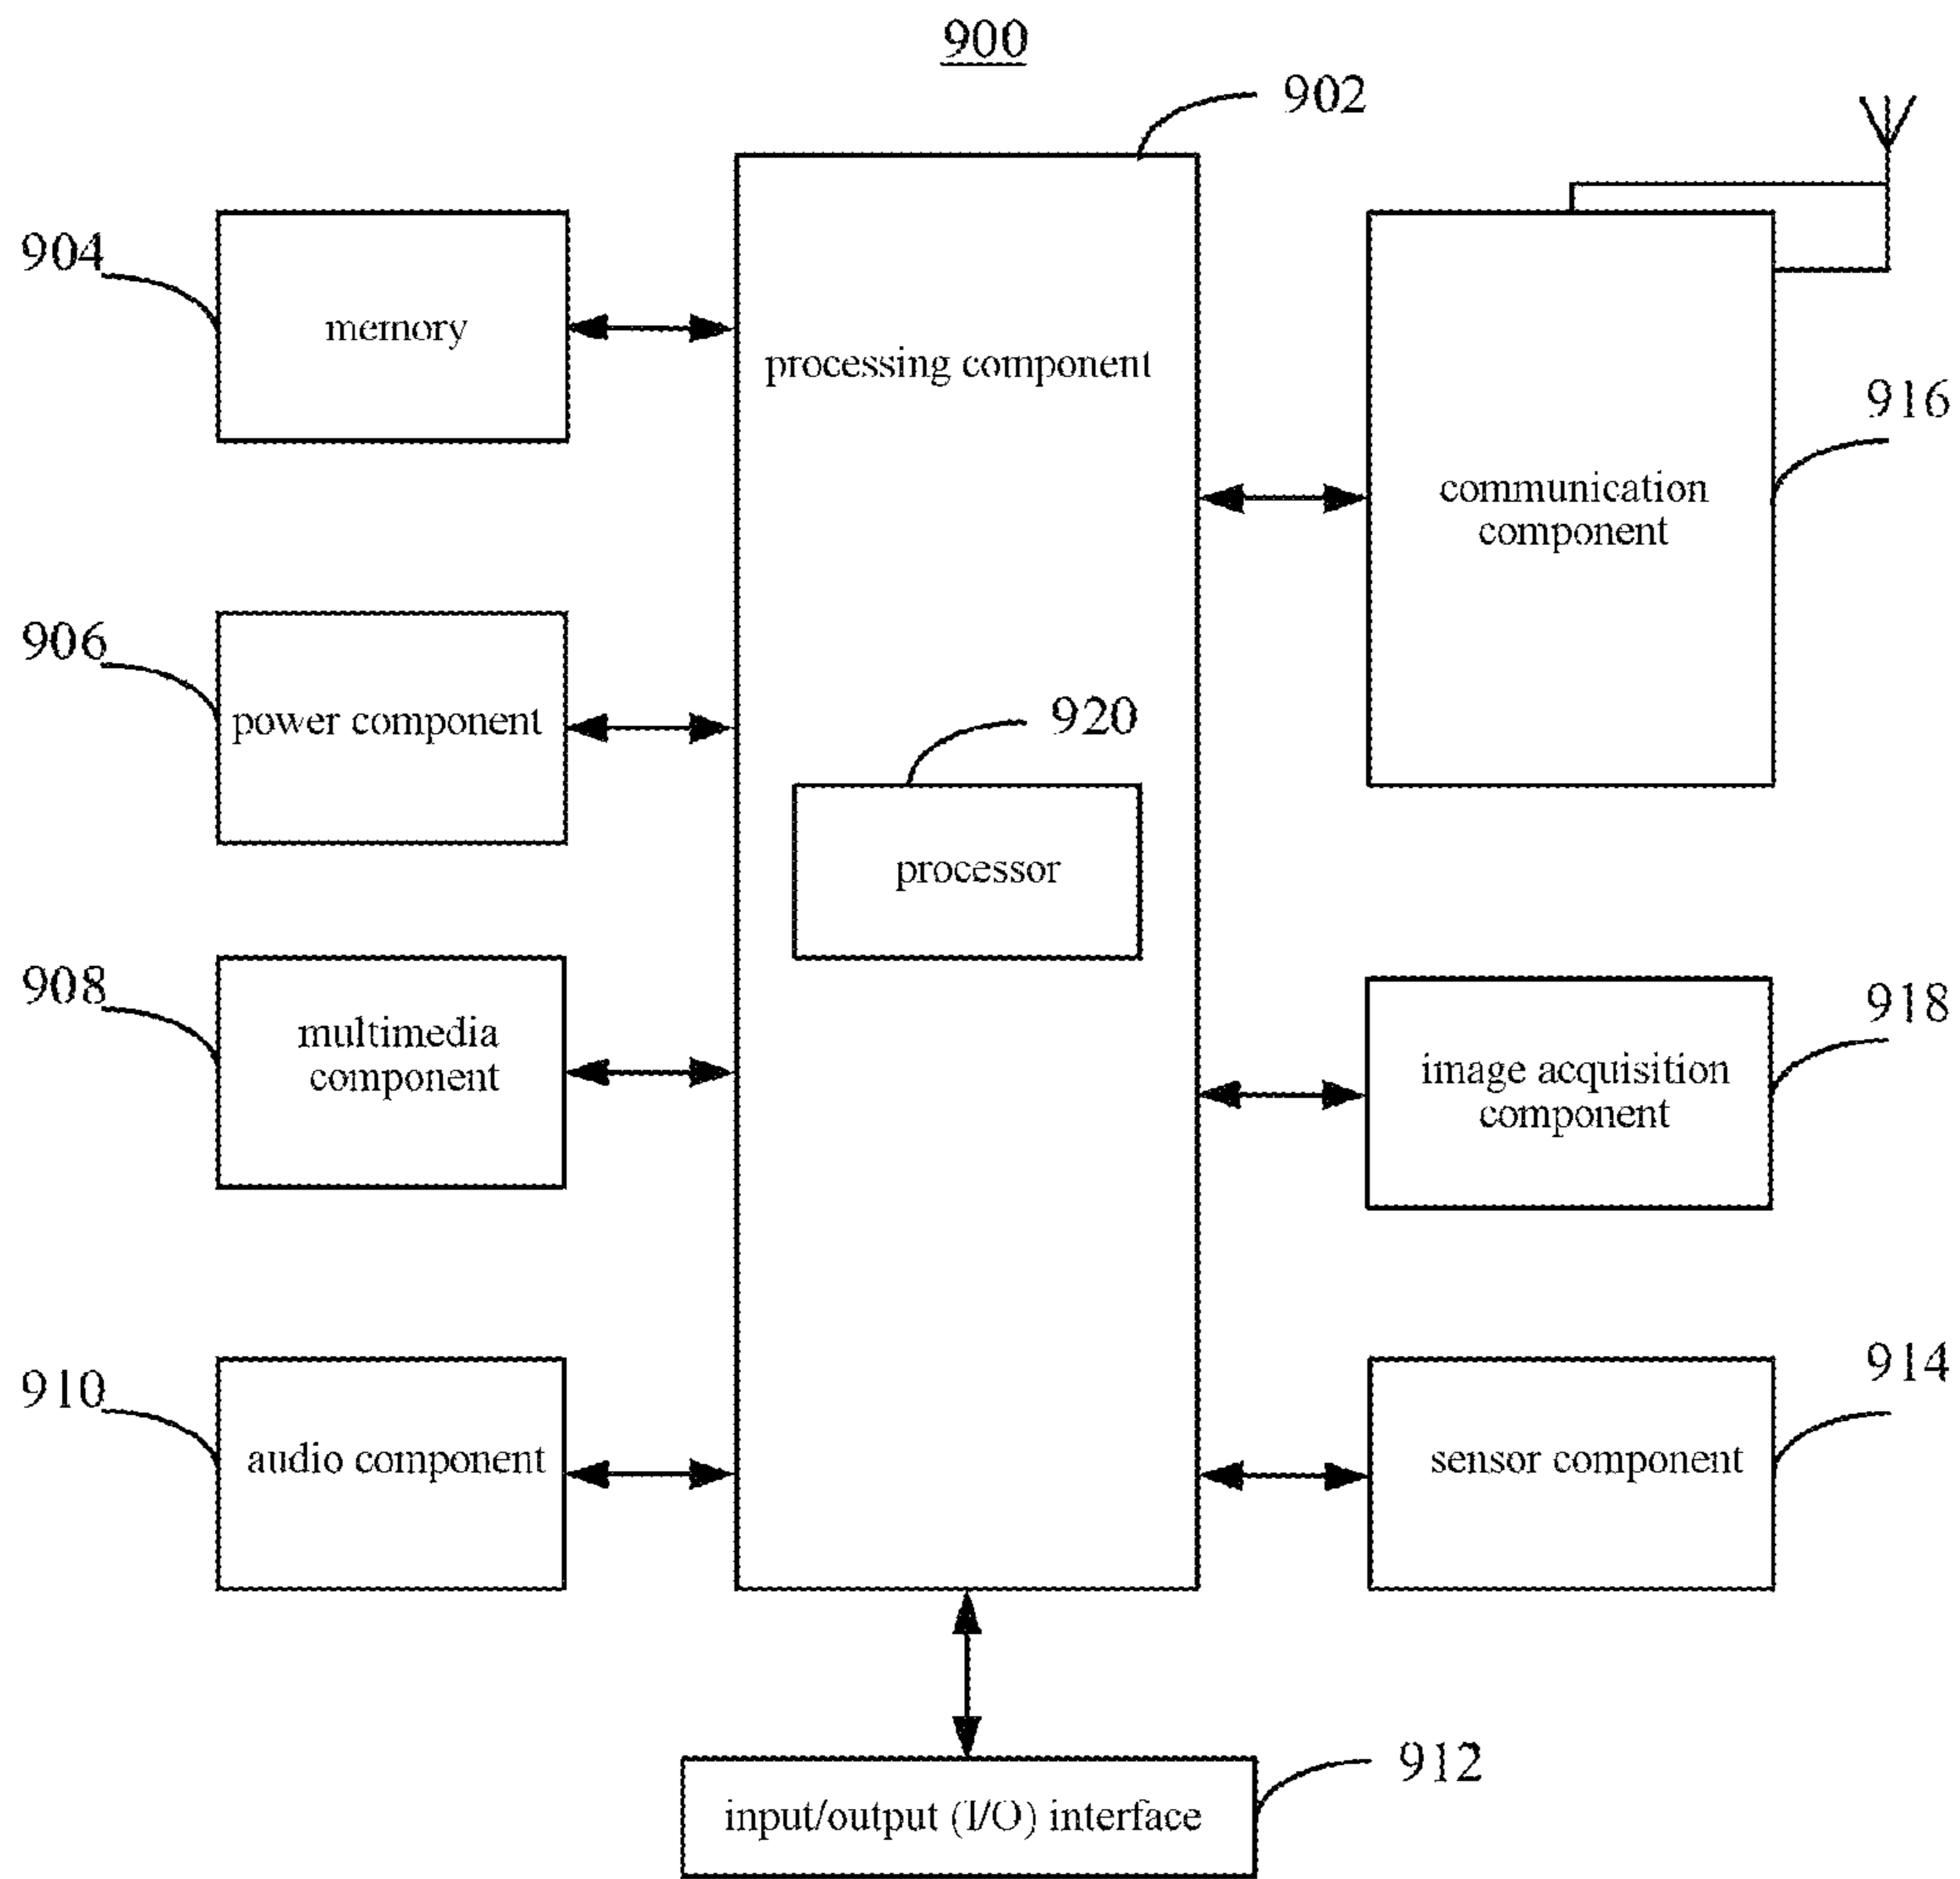 900
902
904
memory
processing component
916
communication
component
906
power component
920
processor
908
multimedia
component
918
image acquisition
component
910
audio component
914
sensor component
912
input/output (I/O) interface